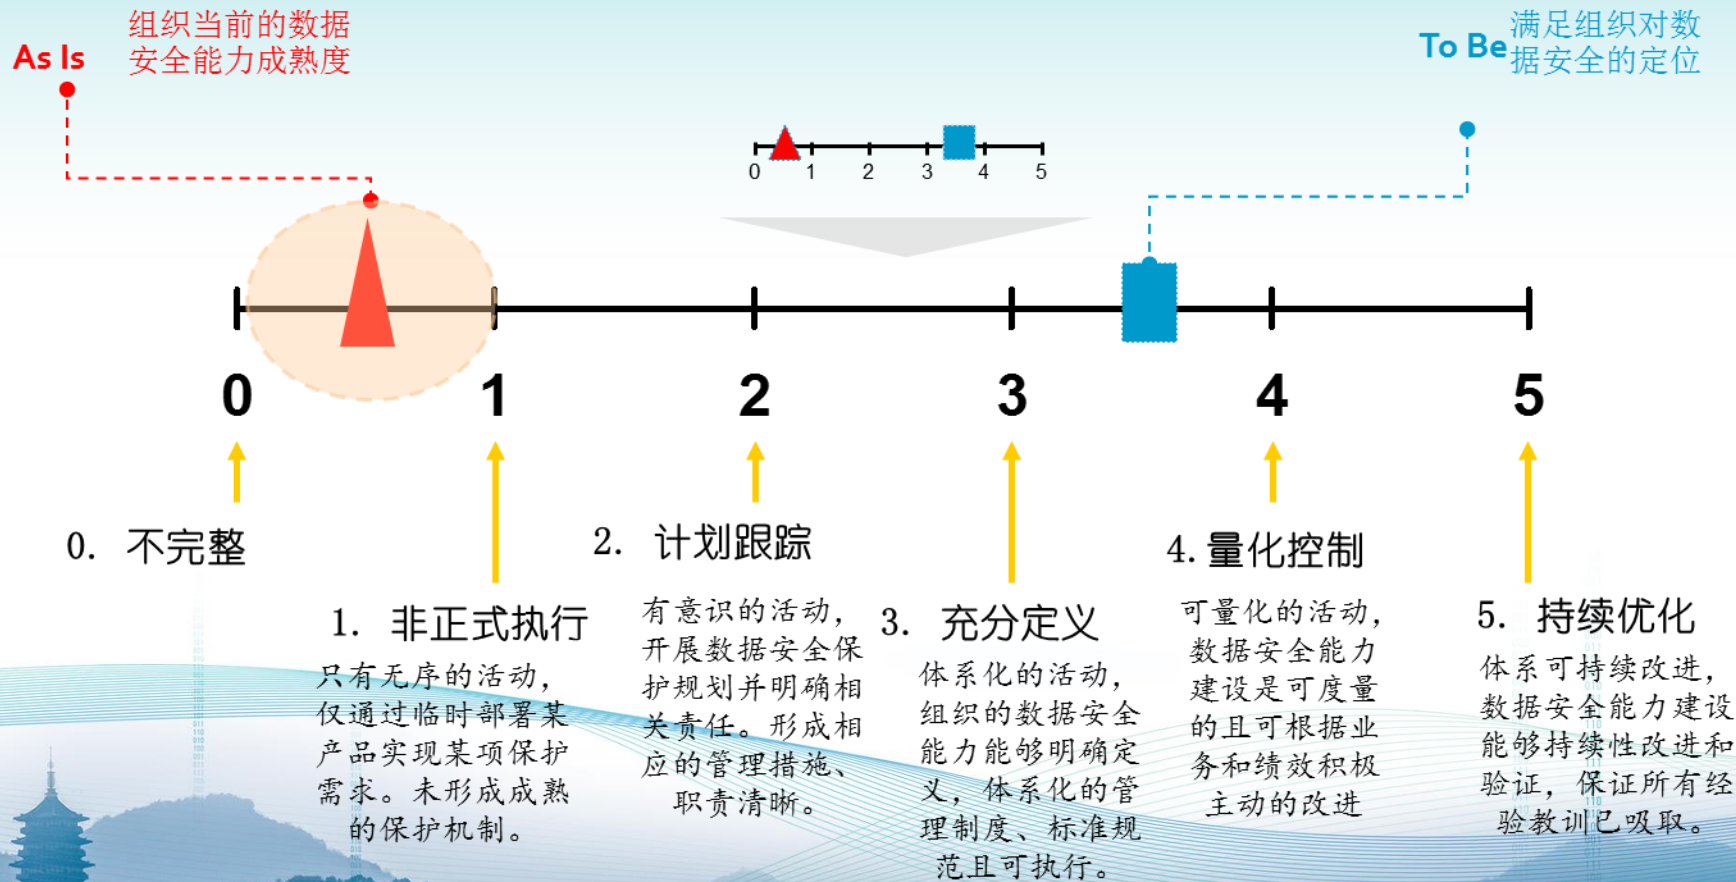 As Is
组织当前的数据
安全能力成熟度
To Be
满足组织对数
据安全的定位
0 1 2 3 4 5
0 1 2 3 4 5
0. 不完整
1. 非正式执行
只有无序的活动，
仅通过临时部署某
产品实现某项保护
需求。未形成成熟
的保护机制。
2. 计划跟踪
有意识的活动，
开展数据安全保
护规划并明确相
关责任。形成相
应的管理措施、
职责清晰。
3. 充分定义
体系化的活动，
组织的数据安全
能力能够明确定
义，体系化的管
理制度、标准规
范且可执行。
4. 量化控制
可量化的活动，
数据安全能力
建设是可度量
的且可根据业
务和绩效积极
主动的改进
5. 持续优化
体系可持续改进，
数据安全能力建设
能够持续性改进和
验证，保证所有经
验教训已吸取。